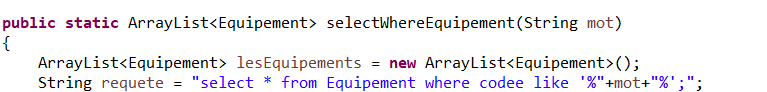 public static ArrayList<Equipement> selectWhereEquipement(String mot)
{
ArrayList<Equipement> lesEquipements = new ArrayList<Equipement>();
String requete = "select * from Equipement where codee like '%"+mot+"%';";